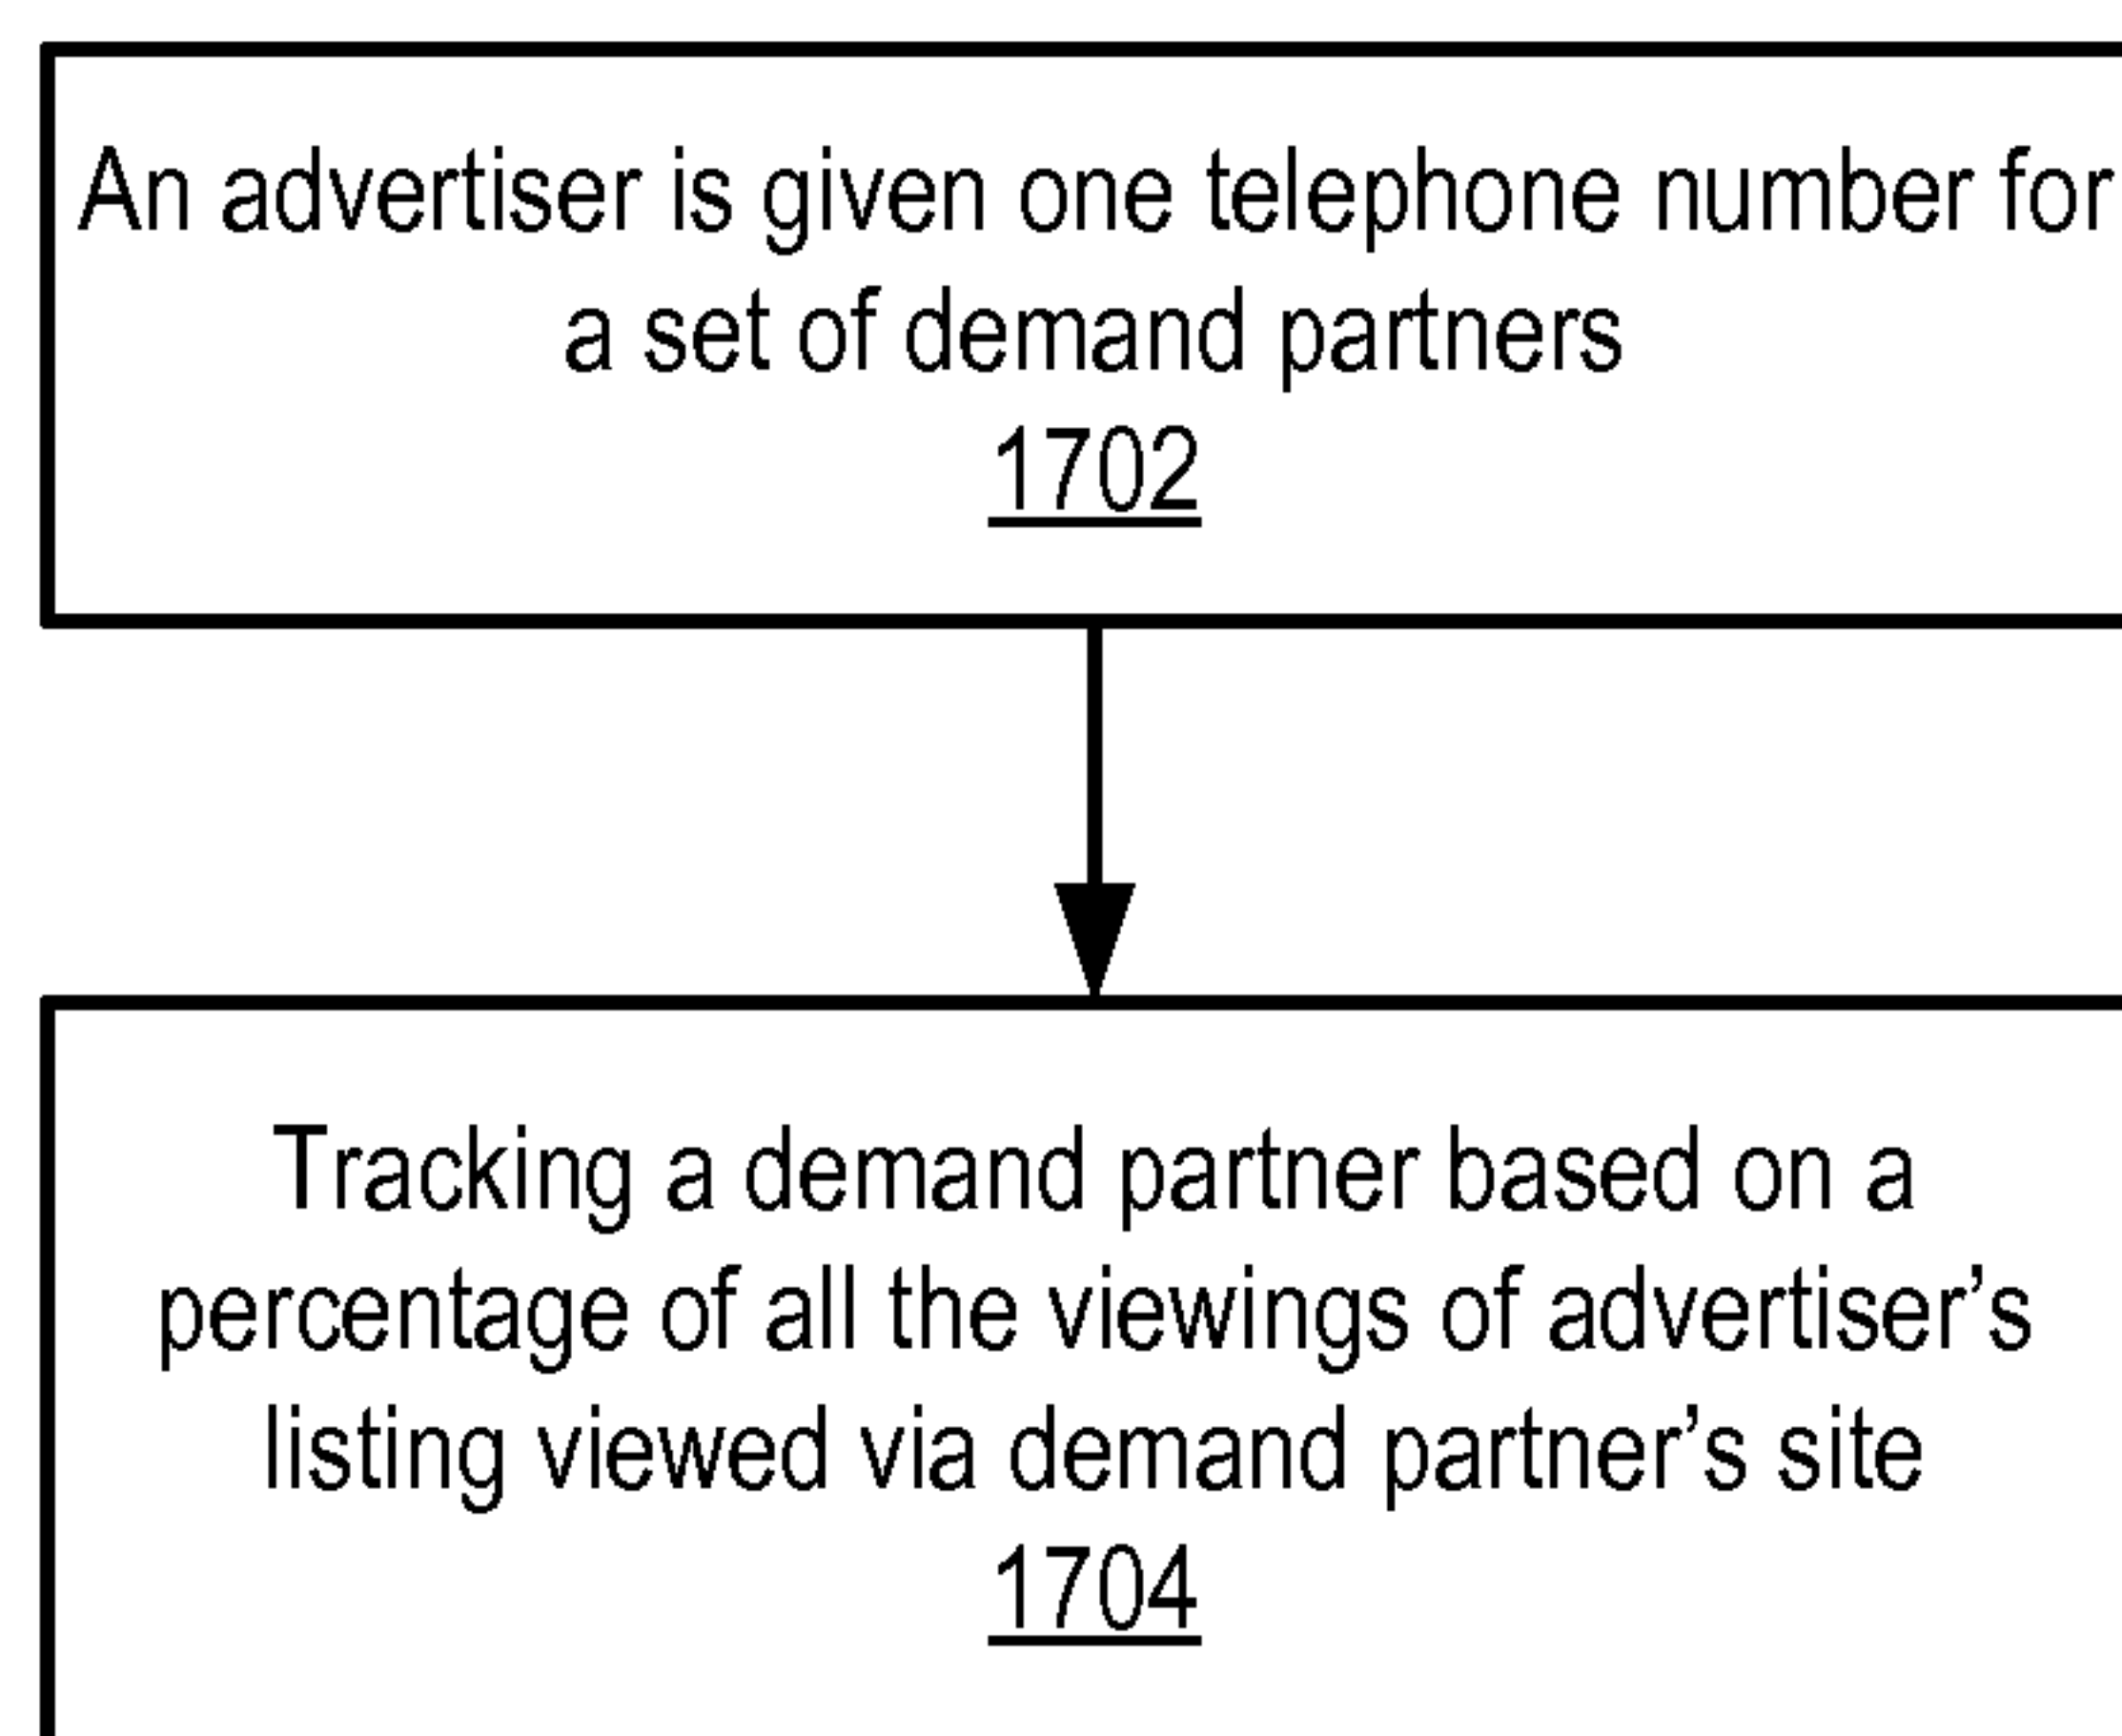 An advertiser is given one telephone number for
a set of demand partners
1702
Tracking a demand partner based on a
percentage of all the viewings of advertiser’s
listing viewed via demand partner’s site
1704